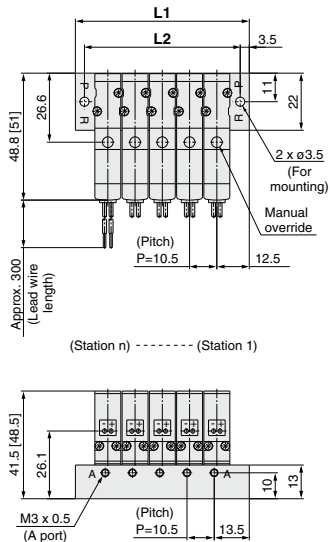 L1
L2
3.5
P
P
R
R
11
22
26.6
48.8 [51]
2 x ø3.5
(For
mounting)
Manual
override
Approx. 300
(Lead wire
length)
(Pitch)
P=10.5
12.5
(Station n) - - - - - - - (Station 1)
41.5 [48.5]
26.1
A
A
10
13
M3 x 0.5
(A port)
(Pitch)
P=10.5
13.5